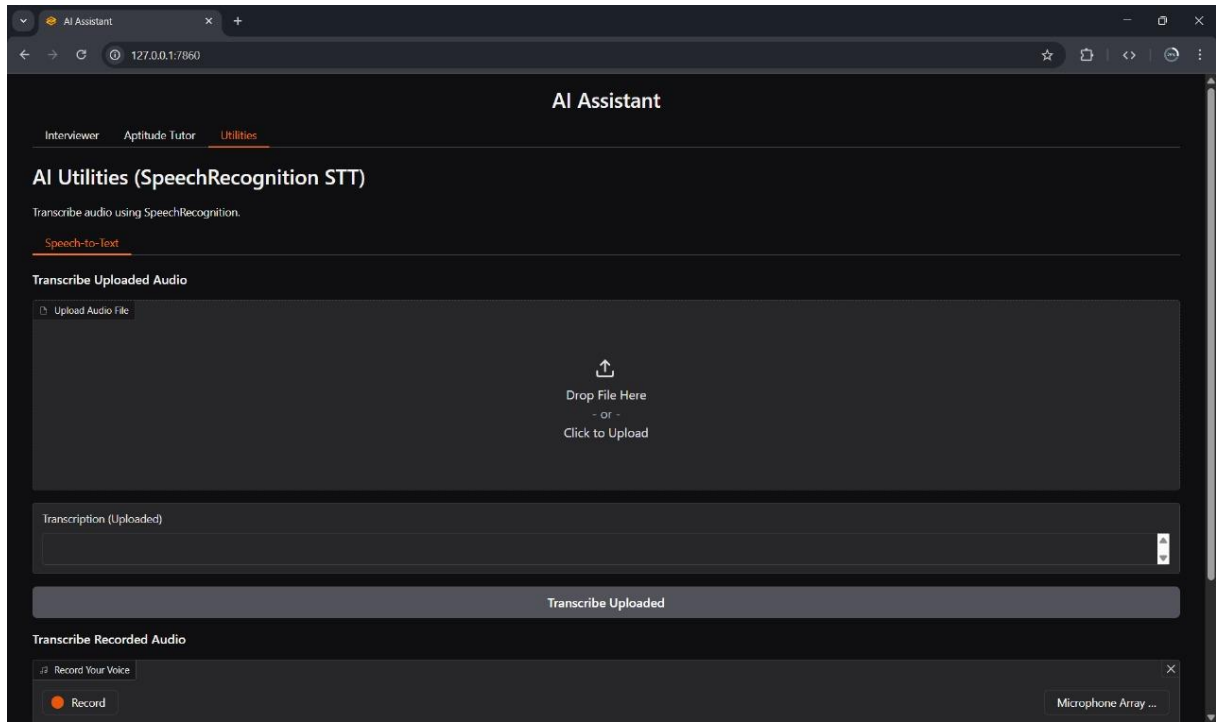 AI Assistant
127.0.0.1:7860
AI Assistant
Interviewer Aptitude Tutor Utilities
AI Utilities (SpeechRecognition STT)
Transcribe audio using SpeechRecognition.
Speech-to-Text
Transcribe Uploaded Audio
Upload Audio File
Drop File Here
- or -
Click to Upload
Transcription (Uploaded)
Transcribe Uploaded
Transcribe Recorded Audio
Record Your Voice
Record Microphone Array ...